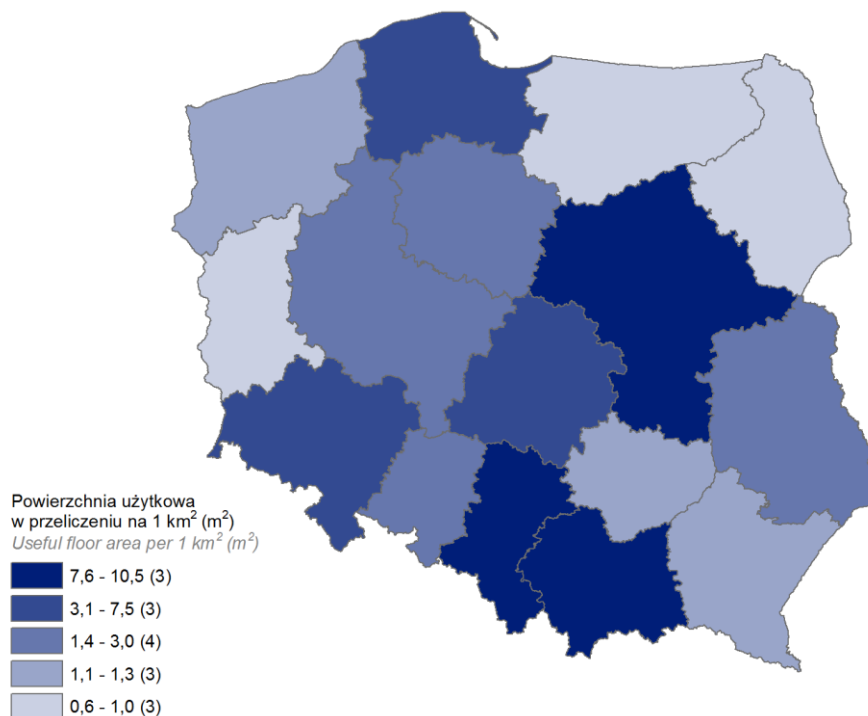 Powierzchnia użytkowa
w przeliczeniu na 1 km² (m²)
Useful floor area per 1 km² (m²)
7,6 - 10,5 (3)
3,1 - 7,5 (3)
1,4 - 3,0 (4)
1,1 - 1,3 (3)
0,6 - 1,0 (3)